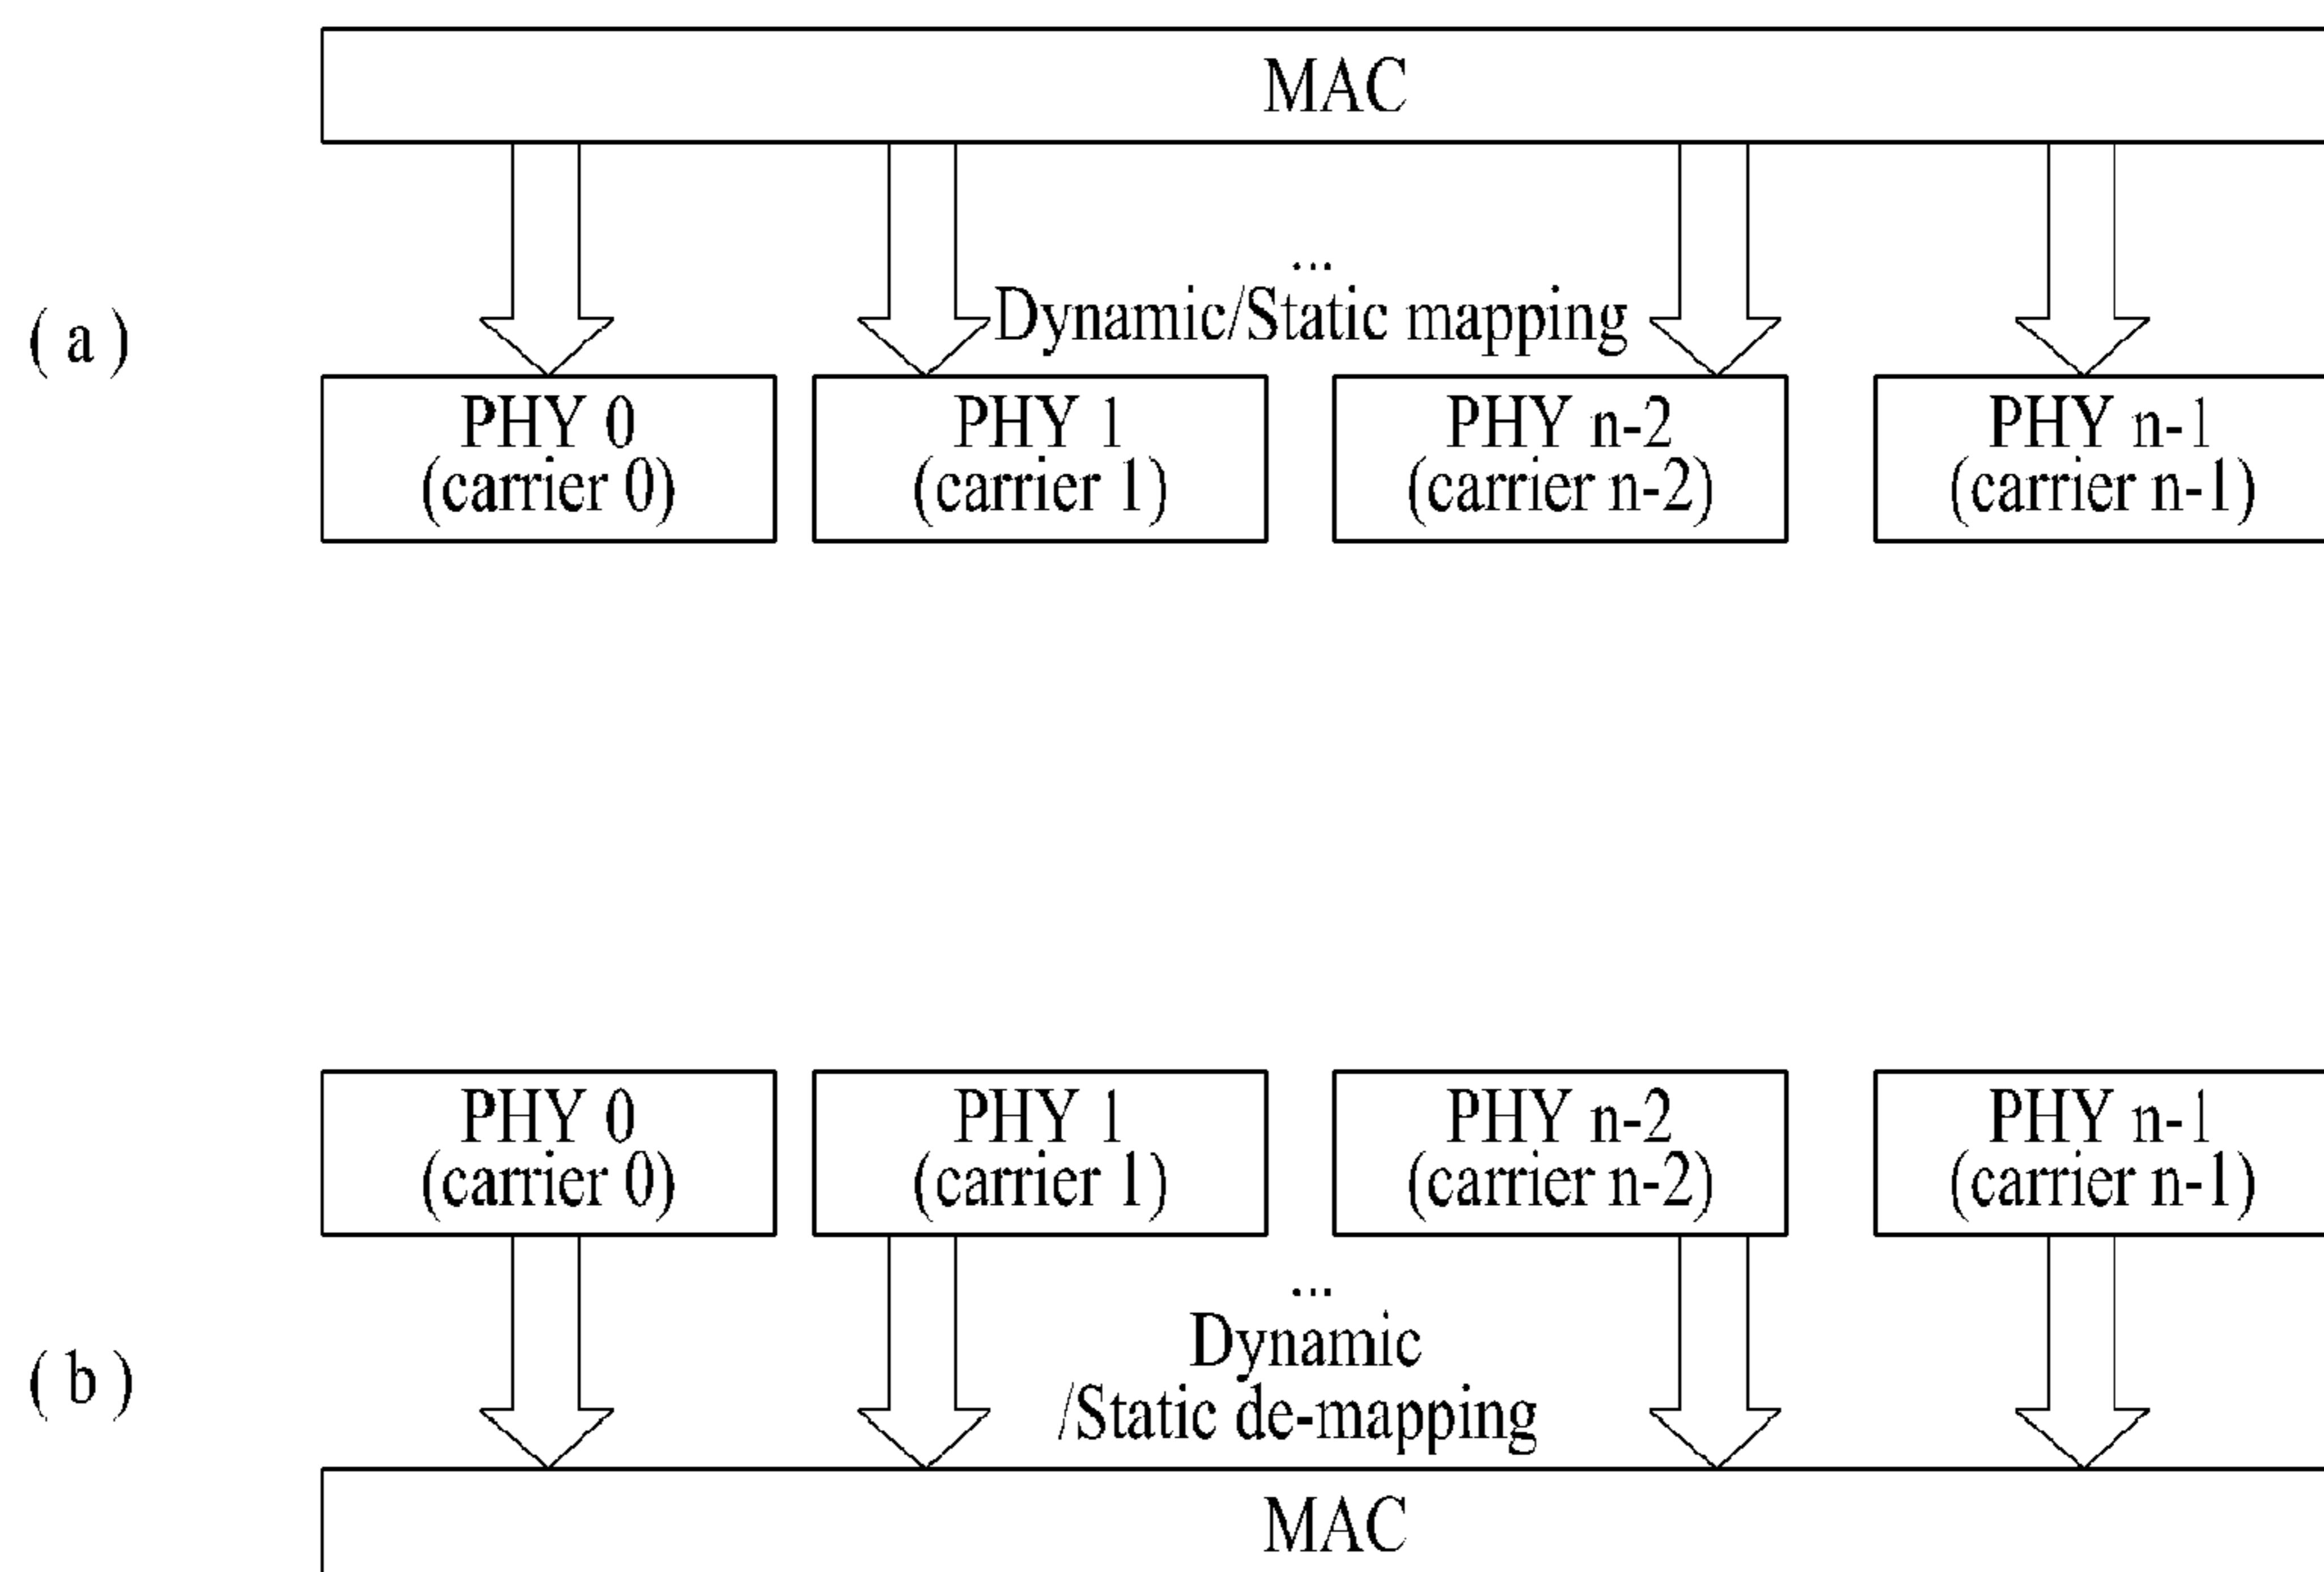 MAC
...
( a )
Dynamic/Static mapping
PHY 0
(carrier 0)
PHY 1
(carrier 1)
PHY n-2
(carrier n-2)
PHY n-1
(carrier n-1)
PHY 0
(carrier 0)
PHY 1
(carrier 1)
PHY n-2
(carrier n-2)
PHY n-1
(carrier n-1)
...
( b )
Dynamic
/Static de-mapping
MAC